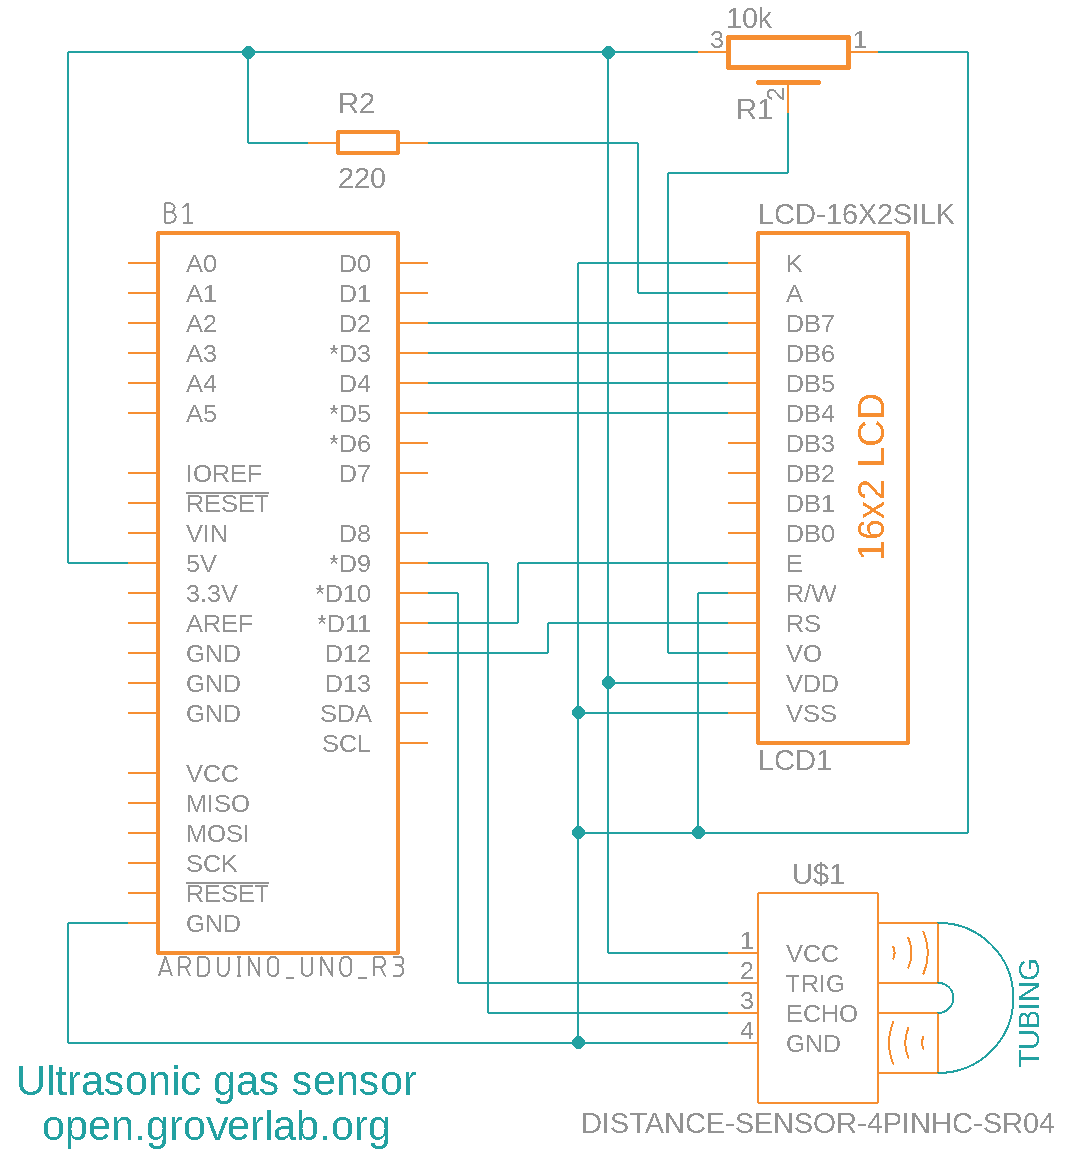 10k
3
1
2
R1
R2
220
B1
LCD-16X2SILK
A0 D0
A1 D1
A2 D2
A3 *D3
A4 D4
A5 *D5
*D6
IOREF D7
RESET
VIN D8
5V *D9
3.3V *D10
AREF *D11
GND D12
GND D13
GND SDA
SCL
VCC
MISO
MOSI
SCK
RESET
GND
ARDUINO_UNO_R3
K
A
DB7
DB6
DB5
DB4
DB3
DB2
DB1
DB0
E
R/W
RS
VO
VDD
VSS
16x2 LCD
LCD1
U$1
1 VCC
2 TRIG
3 ECHO
4 GND
TUBING
DISTANCE-SENSOR-4PINHC-SR04
Ultrasonic gas sensor
open.groverlab.org